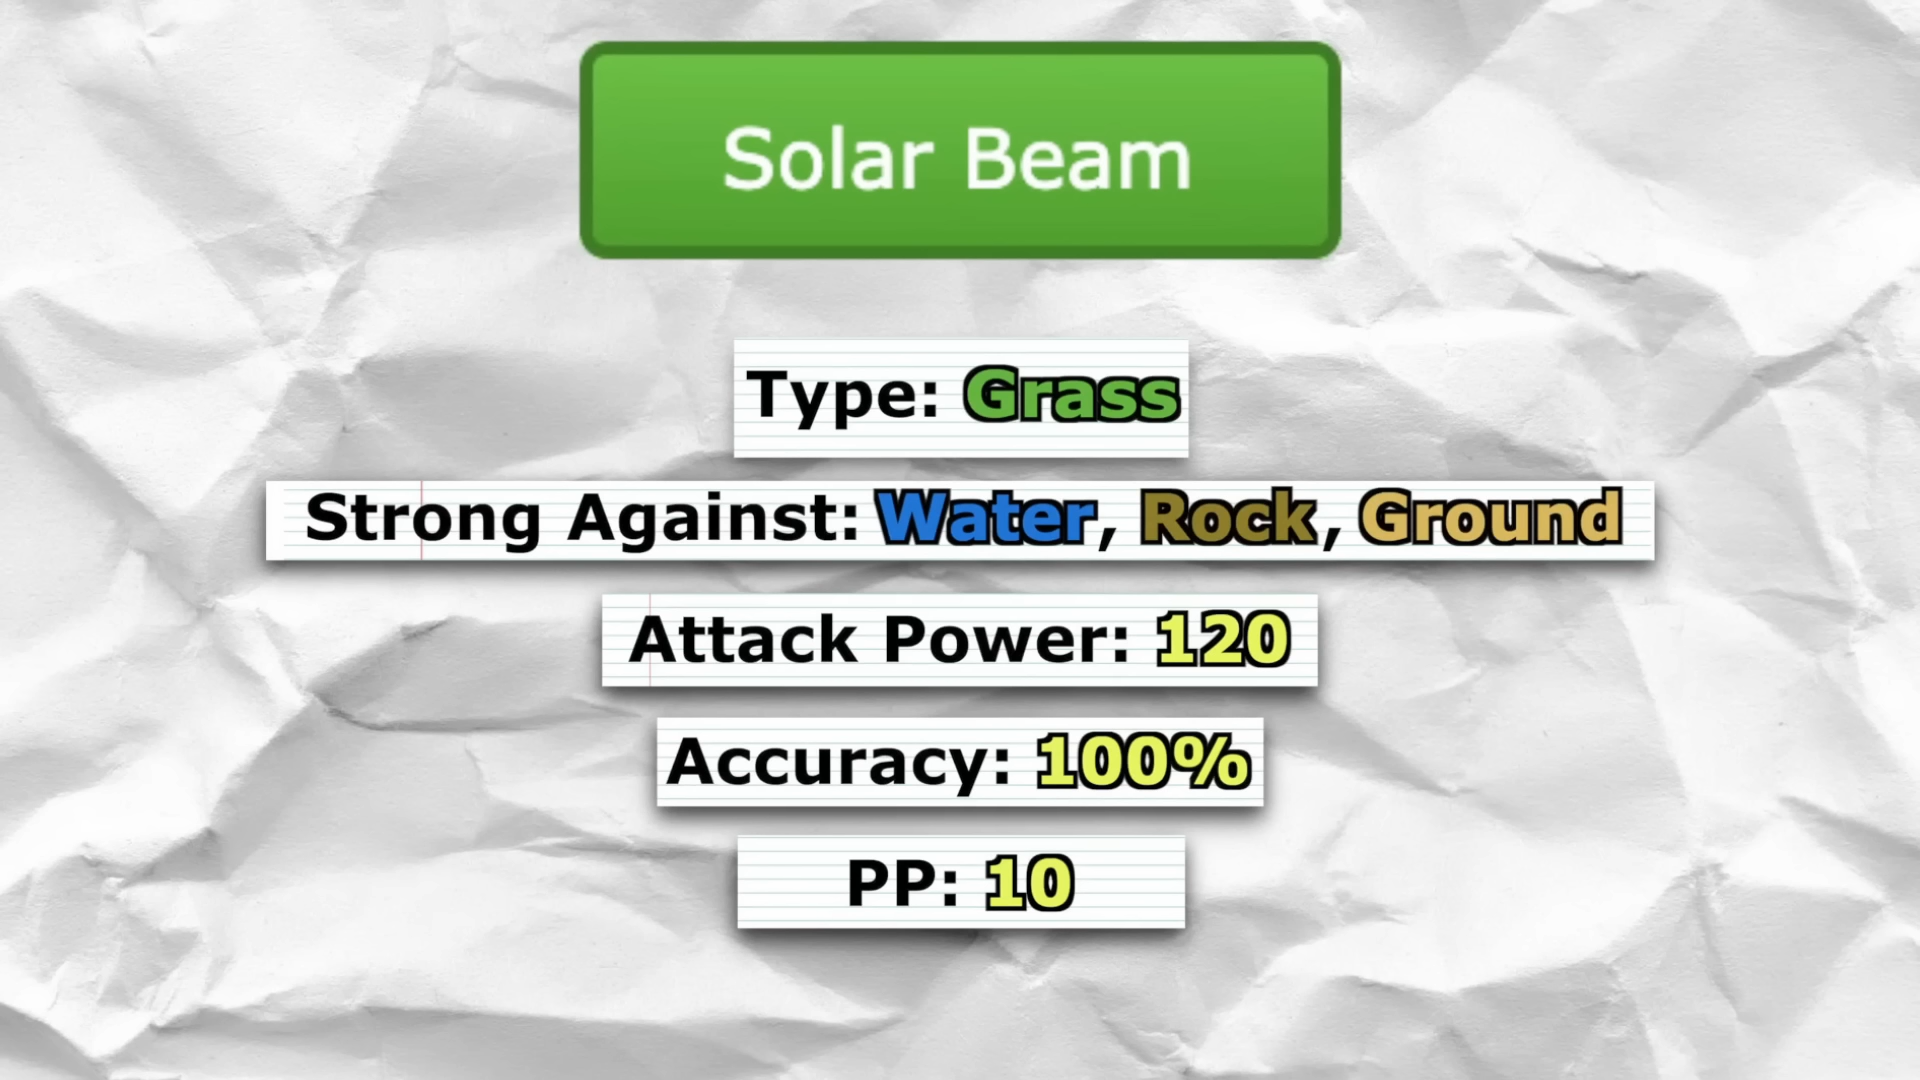 Solar Beam
Type: Grass
Strong Against: Water, Rock, Ground
Attack Power: 120
Accuracy: 100%
PP: 10